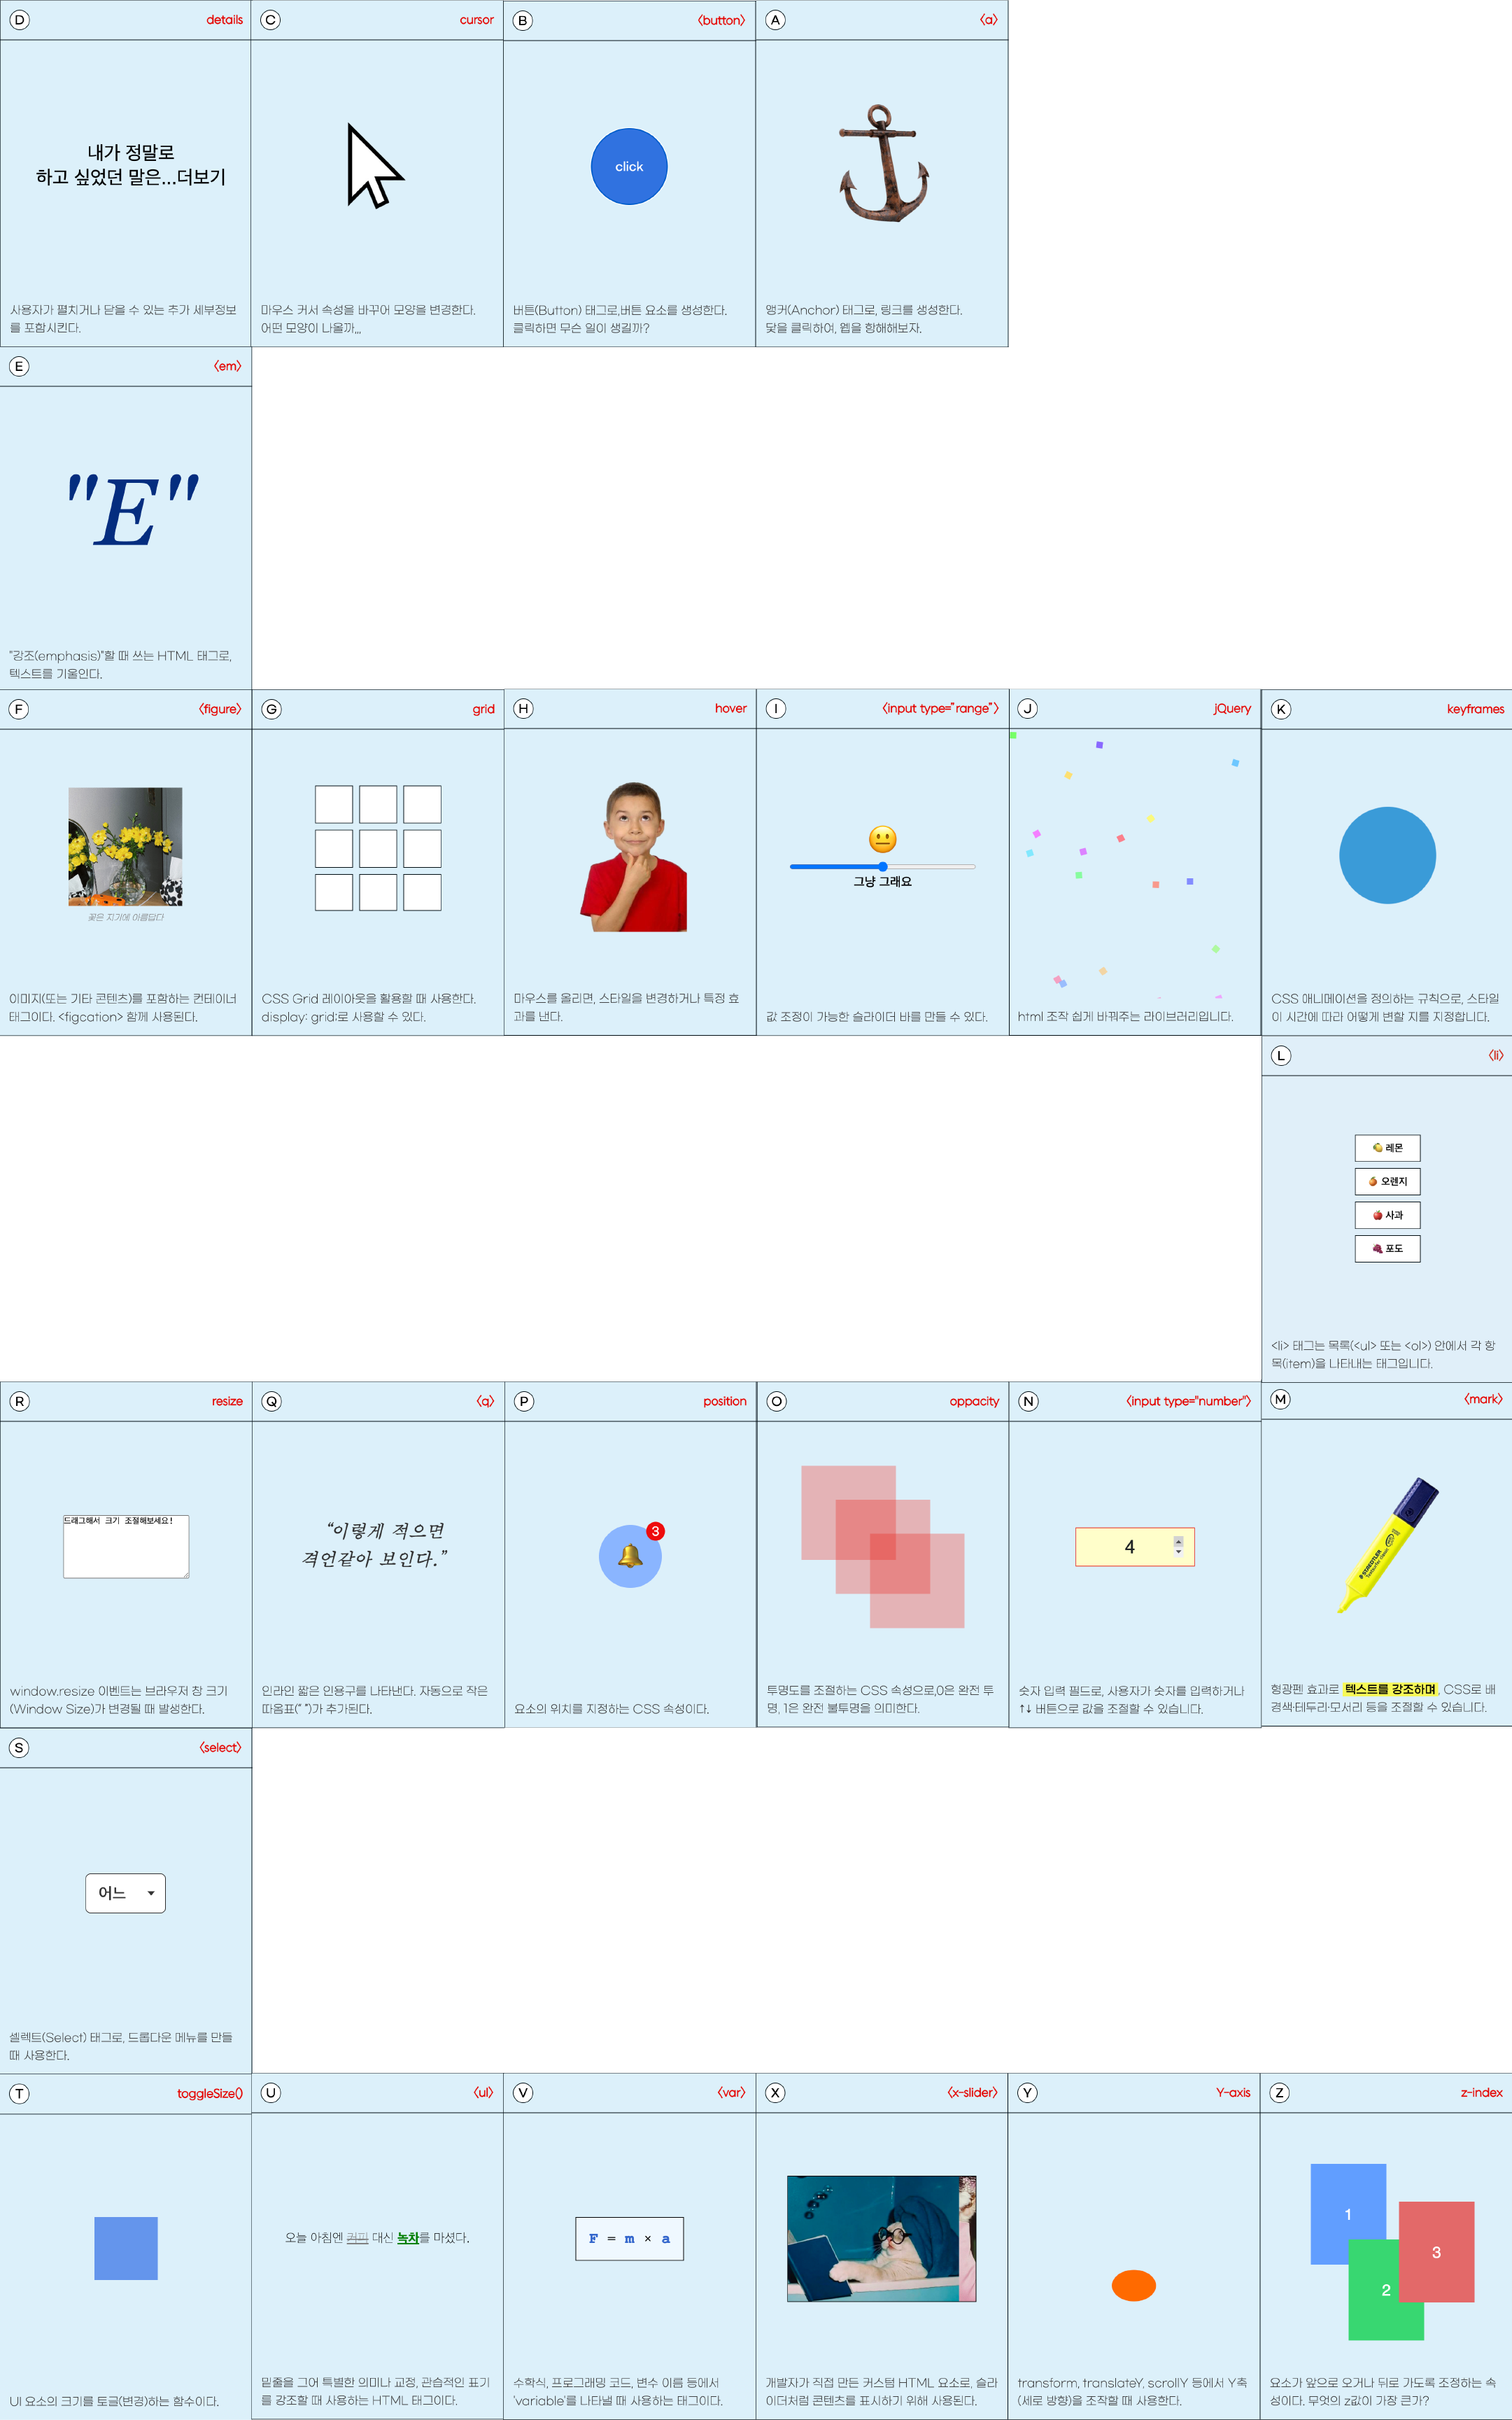 D details
내가 정말로
하고 싶었던 말은...더보기
사용자가 펼치거나 닫을 수 있는 추가 세부정보
를 포함시킨다.
C cursor
마우스 커서 속성을 바꾸어 모양을 변경한다.
어떤 모양이 나올까,,,
B <button>
click
버튼(Button) 태그로,버튼 요소를 생성한다.
클릭하면 무슨 일이 생길까?
A <a>
앵커(Anchor) 태그로, 링크를 생성한다.
닻을 클릭하여, 웹을 항해해보자.
E <em>
"E"
"강조(emphasis)"할 때 쓰는 HTML 태그로,
텍스트를 기울인다.
F <figure>
꽃은 지기에 아름답다
이미지(또는 기타 콘텐츠)를 포함하는 컨테이너
태그이다. <figcation> 함께 사용된다.
G grid
CSS Grid 레이아웃을 활용할 때 사용한다.
display: grid;로 사용할 수 있다.
H hover
마우스를 올리면, 스타일을 변경하거나 특정 효
과를 낸다.
I <input type="range">
그냥 그래요
값 조정이 가능한 슬라이더 바를 만들 수 있다.
J jQuery
html 조작 쉽게 바꿔주는 라이브러리입니다.
K keyframes
CSS 애니메이션을 정의하는 규칙으로, 스타일
이 시간에 따라 어떻게 변할 지를 지정합니다.
L <li>
레몬
오렌지
사과
포도
<li> 태그는 목록(<ul> 또는 <ol>) 안에서 각 항
목(item)을 나타내는 태그입니다.
R resize
드래그해서 크기 조절해보세요!
window.resize 이벤트는 브라우저 창 크기
(Window Size)가 변경될 때 발생한다.
Q <q>
“이렇게 적으면
격언같아 보인다.”
인라인 짧은 인용구를 나타낸다. 자동으로 작은
따옴표(“ ”)가 추가된다.
P position
3
요소의 위치를 지정하는 CSS 속성이다.
O oppacity
투명도를 조절하는 CSS 속성으로,0은 완전 투
명, 1은 완전 불투명을 의미한다.
N <input type="number">
4
숫자 입력 필드로, 사용자가 숫자를 입력하거나
↑↓ 버튼으로 값을 조절할 수 있습니다.
M <mark>
STAEDTLER
형광펜 효과로 텍스트를 강조하며, CSS로 배
경색·테두리·모서리 등을 조절할 수 있습니다.
S <select>
어느
셀렉트(Select) 태그로, 드롭다운 메뉴를 만들
때 사용한다.
T toggleSize()
UI 요소의 크기를 토글(변경)하는 함수이다.
U <ul>
오늘 아침엔 커피 대신 녹차를 마셨다.
밑줄을 그어 특별한 의미나 교정, 관습적인 표기
를 강조할 때 사용하는 HTML 태그이다.
V <var>
F = m × a
수학식, 프로그래밍 코드, 변수 이름 등에서
'variable'를 나타낼 때 사용하는 태그이다.
X <x-slider>
개발자가 직접 만든 커스텀 HTML 요소로, 슬라
이더처럼 콘텐츠를 표시하기 위해 사용된다.
Y Y-axis
transform, translateY, scrollY 등에서 Y축
(세로 방향)을 조작할 때 사용한다.
Z z-index
1
2
3
요소가 앞으로 오거나 뒤로 가도록 조정하는 속
성이다. 무엇의 z값이 가장 큰가?